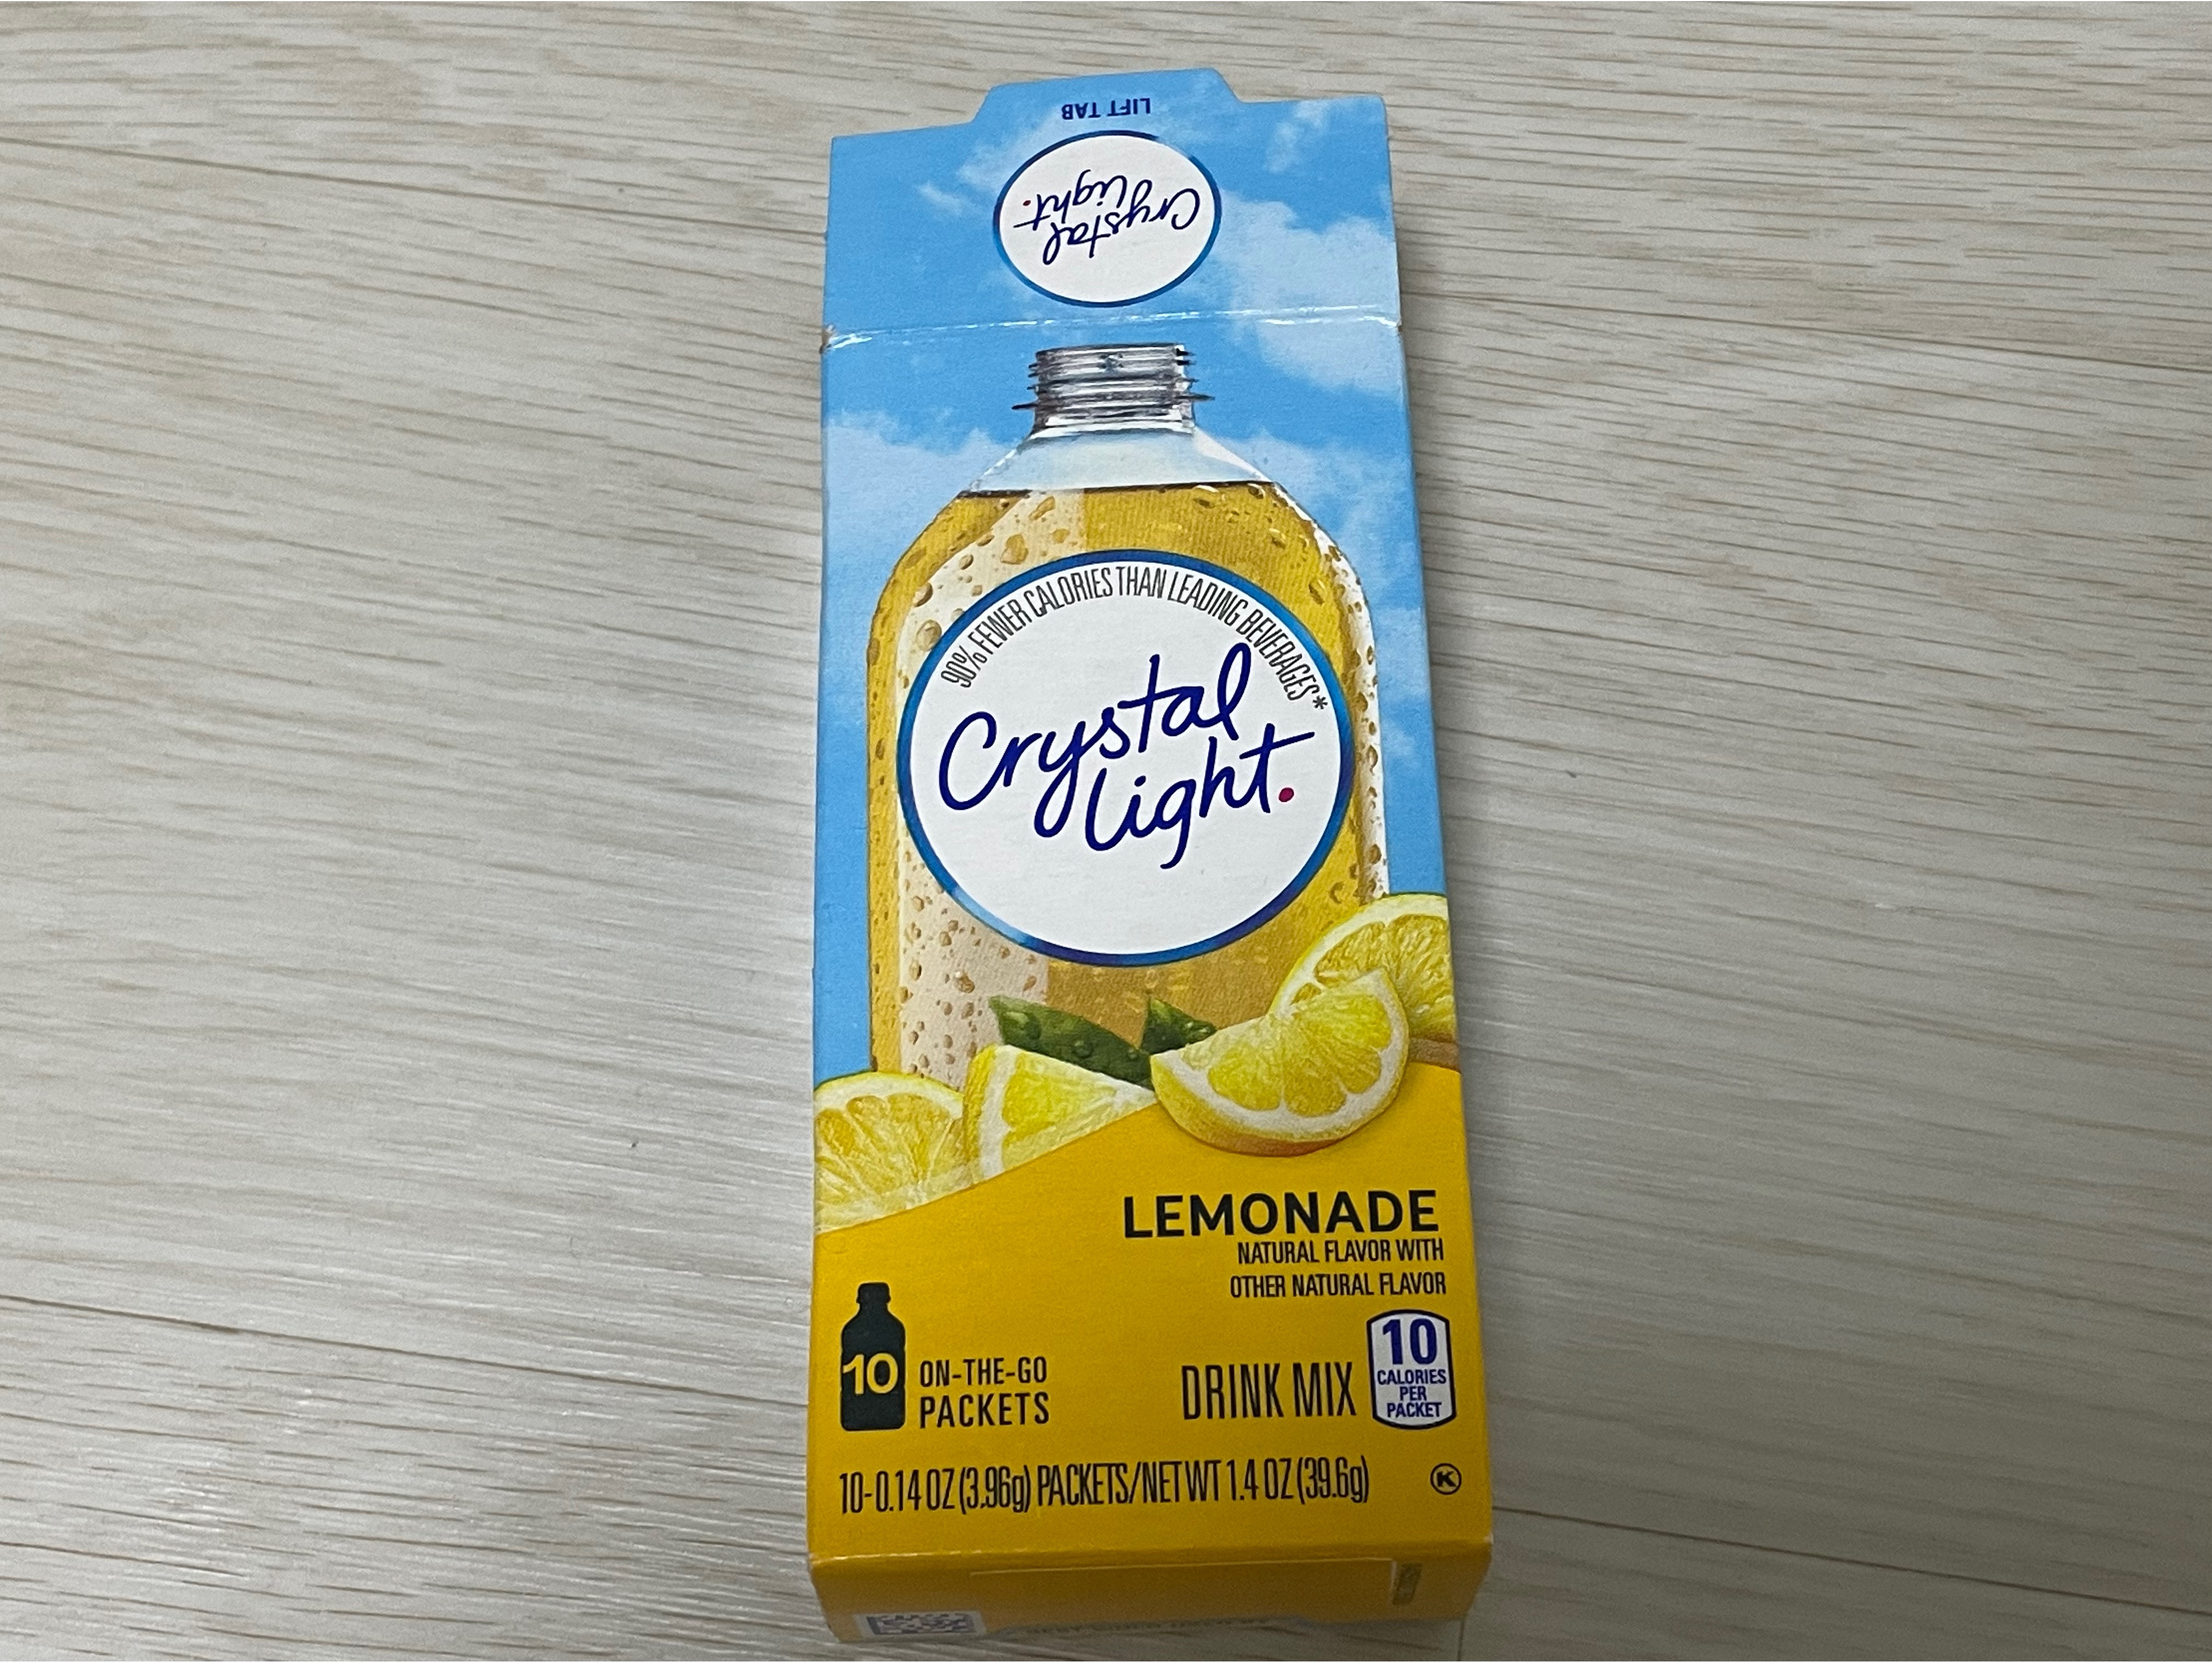 LIFT TAB
Crystal
Light.
90% FEWER CALORIES THAN LEADING BEVERAGES*
Crystal
Light.
LEMONADE
NATURAL FLAVOR WITH
OTHER NATURAL FLAVOR
10
ON-THE-GO
PACKETS
DRINK MIX
10
CALORIES
PER
PACKET
10-0.14 OZ (3.96g) PACKETS/NET WT 1.4 OZ (39.6g)
K